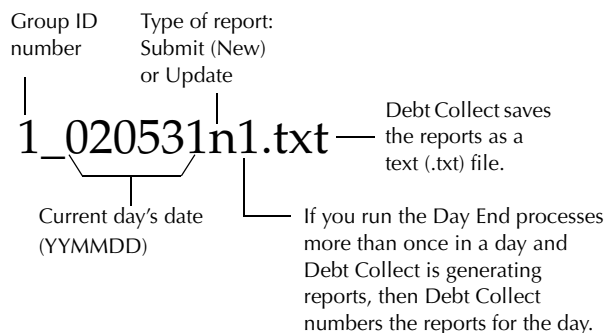 Group ID
number
Type of report:
Submit (New)
or Update
1_020531n1.txt
Debt Collect saves
the reports as a
text (.txt) file.
Current day's date
(YYMMDD)
If you run the Day End processes
more than once in a day and
Debt Collect is generating
reports, then Debt Collect
numbers the reports for the day.